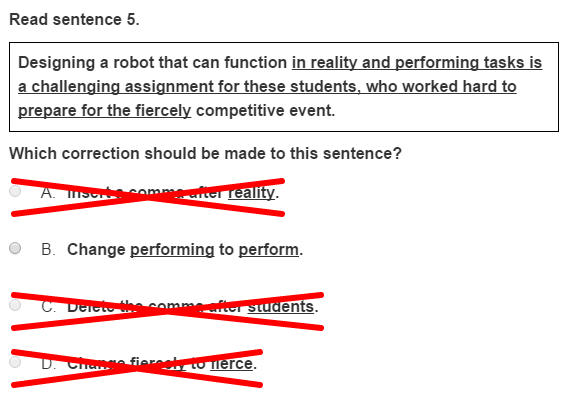 Read sentence 5.
Designing a robot that can function in reality and performing tasks is
a challenging assignment for these students, who worked hard to
prepare for the fiercely competitive event.
Which correction should be made to this sentence?
A. Insert a comma after reality.
B. Change performing to perform.
C. Delete the comma after students.
D. Change fiercely to fierce.